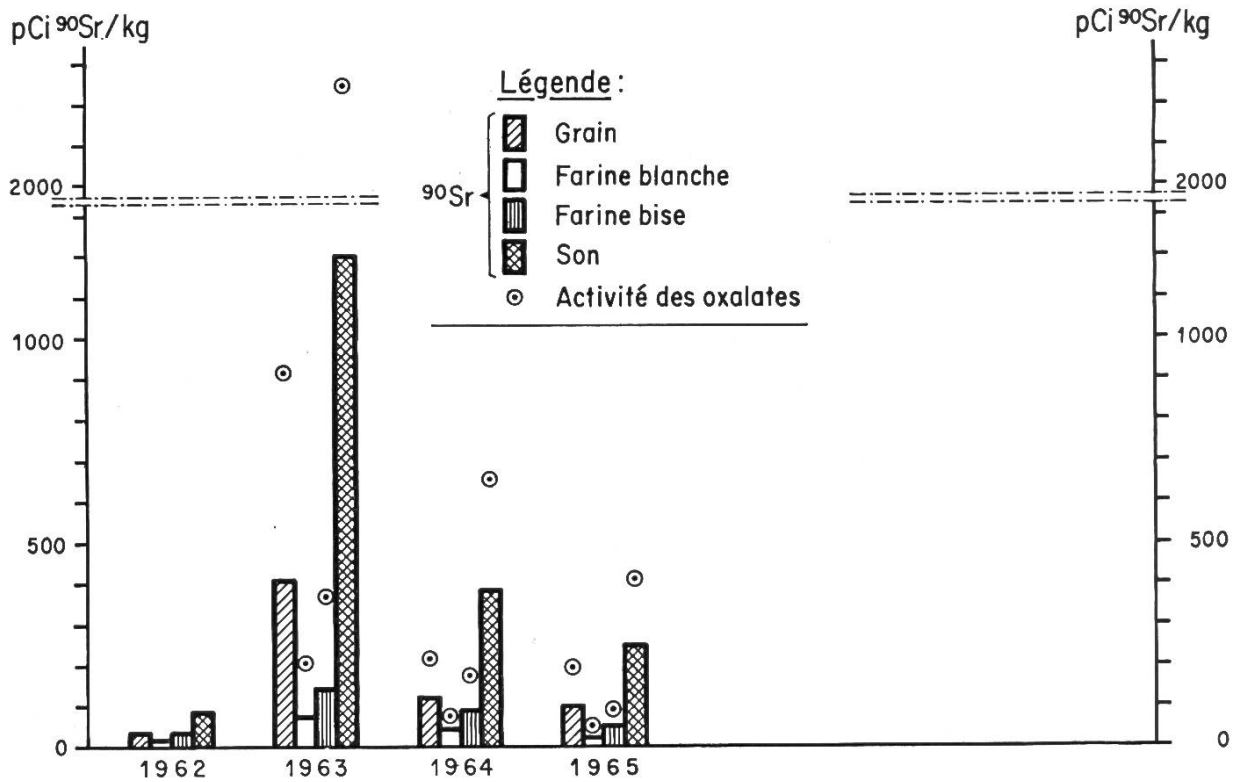 pCi ⁹⁰Sr/kg
pCi ⁹⁰Sr/kg
Légende :
Grain
Farine blanche
⁹⁰Sr
Farine bise
Son
Activité des oxalates
2000
1000
500
0
2000
1000
500
0
1962 1963 1964 1965